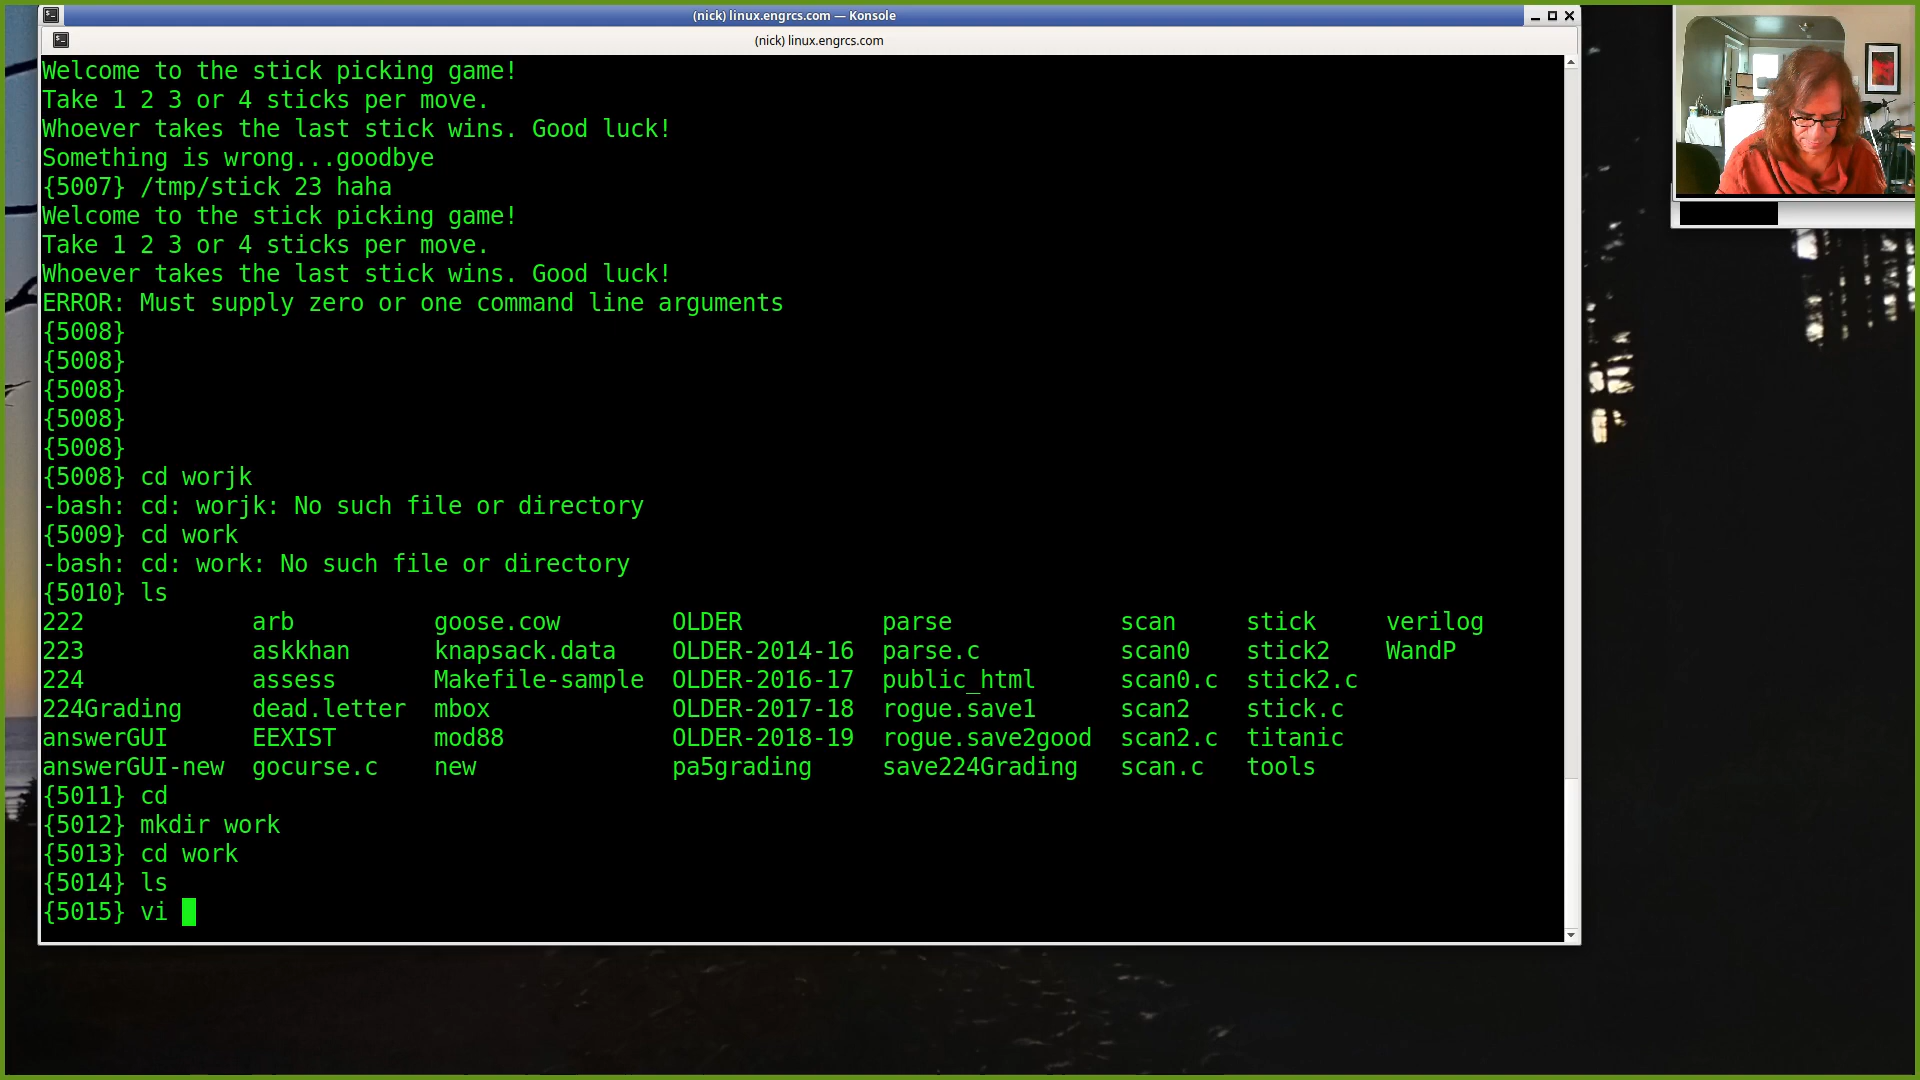 (nick) linux.engrcs.com — Konsole
(nick) linux.engrcs.com
Welcome to the stick picking game!
Take 1 2 3 or 4 sticks per move.
Whoever takes the last stick wins. Good luck!
Something is wrong...goodbye
{5007} /tmp/stick 23 haha
Welcome to the stick picking game!
Take 1 2 3 or 4 sticks per move.
Whoever takes the last stick wins. Good luck!
ERROR: Must supply zero or one command line arguments
{5008}
{5008}
{5008}
{5008}
{5008}
{5008} cd worjk
-bash: cd: worjk: No such file or directory
{5009} cd work
-bash: cd: work: No such file or directory
{5010} ls
222 arb goose.cow OLDER parse scan stick verilog
223 askkhan knapsack.data OLDER-2014-16 parse.c scan0 stick2 WandP
224 assess Makefile-sample OLDER-2016-17 public_html scan0.c stick2.c
224Grading dead.letter mbox OLDER-2017-18 rogue.save1 scan2 stick.c
answerGUI EEXIST mod88 OLDER-2018-19 rogue.save2good scan2.c titanic
answerGUI-new gocurse.c new pa5grading save224Grading scan.c tools
{5011} cd
{5012} mkdir work
{5013} cd work
{5014} ls
{5015} vi